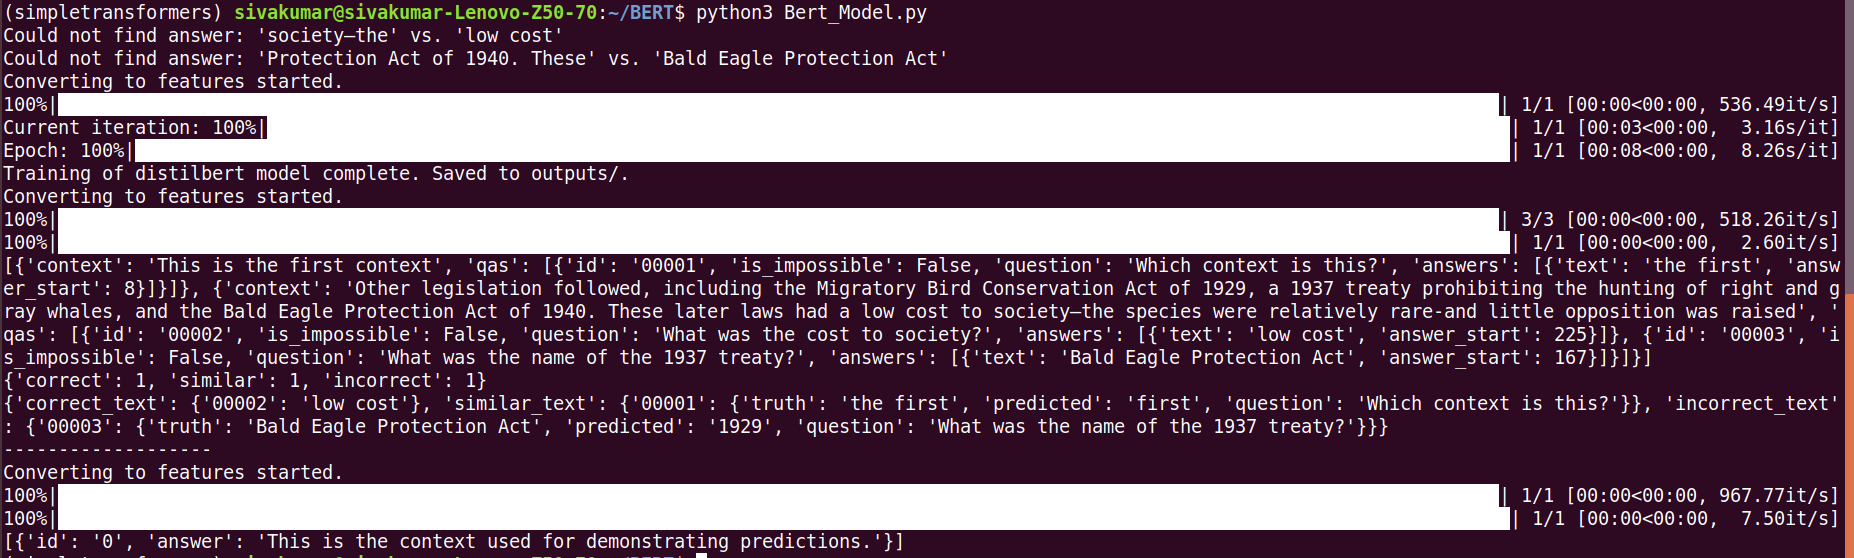 (simpletransformers) sivakumar@sivakumar-Lenovo-Z50-70:~/BERT$ python3 Bert_Model.py
Could not find answer: 'society—the' vs. 'low cost'
Could not find answer: 'Protection Act of 1940. These' vs. 'Bald Eagle Protection Act'
Converting to features started.
100%| | 1/1 [00:00<00:00, 536.49it/s]
Current iteration: 100%| | 1/1 [00:03<00:00, 3.16s/it]
Epoch: 100%| | 1/1 [00:08<00:00, 8.26s/it]
Training of distilbert model complete. Saved to outputs/.
Converting to features started.
100%| | 3/3 [00:00<00:00, 518.26it/s]
100%| | 1/1 [00:00<00:00, 2.60it/s]
[{'context': 'This is the first context', 'qas': [{'id': '00001', 'is_impossible': False, 'question': 'Which context is this?', 'answers': [{'text': 'the first', 'answ
er_start': 8}]}]}, {'context': 'Other legislation followed, including the Migratory Bird Conservation Act of 1929, a 1937 treaty prohibiting the hunting of right and g
ray whales, and the Bald Eagle Protection Act of 1940. These later laws had a low cost to society—the species were relatively rare-and little opposition was raised', '
qas': [{'id': '00002', 'is_impossible': False, 'question': 'What was the cost to society?', 'answers': [{'text': 'low cost', 'answer_start': 225}]}, {'id': '00003', 'i
s_impossible': False, 'question': 'What was the name of the 1937 treaty?', 'answers': [{'text': 'Bald Eagle Protection Act', 'answer_start': 167}]}]}]
{'correct': 1, 'similar': 1, 'incorrect': 1}
{'correct_text': {'00002': 'low cost'}, 'similar_text': {'00001': {'truth': 'the first', 'predicted': 'first', 'question': 'Which context is this?'}}, 'incorrect_text'
: {'00003': {'truth': 'Bald Eagle Protection Act', 'predicted': '1929', 'question': 'What was the name of the 1937 treaty?'}}}
-------------------
Converting to features started.
100%| | 1/1 [00:00<00:00, 967.77it/s]
100%| | 1/1 [00:00<00:00, 7.50it/s]
[{'id': '0', 'answer': 'This is the context used for demonstrating predictions.'}]
(simpletransformers) sivakumar@sivakumar-Lenovo-Z50-70:~/BERT$